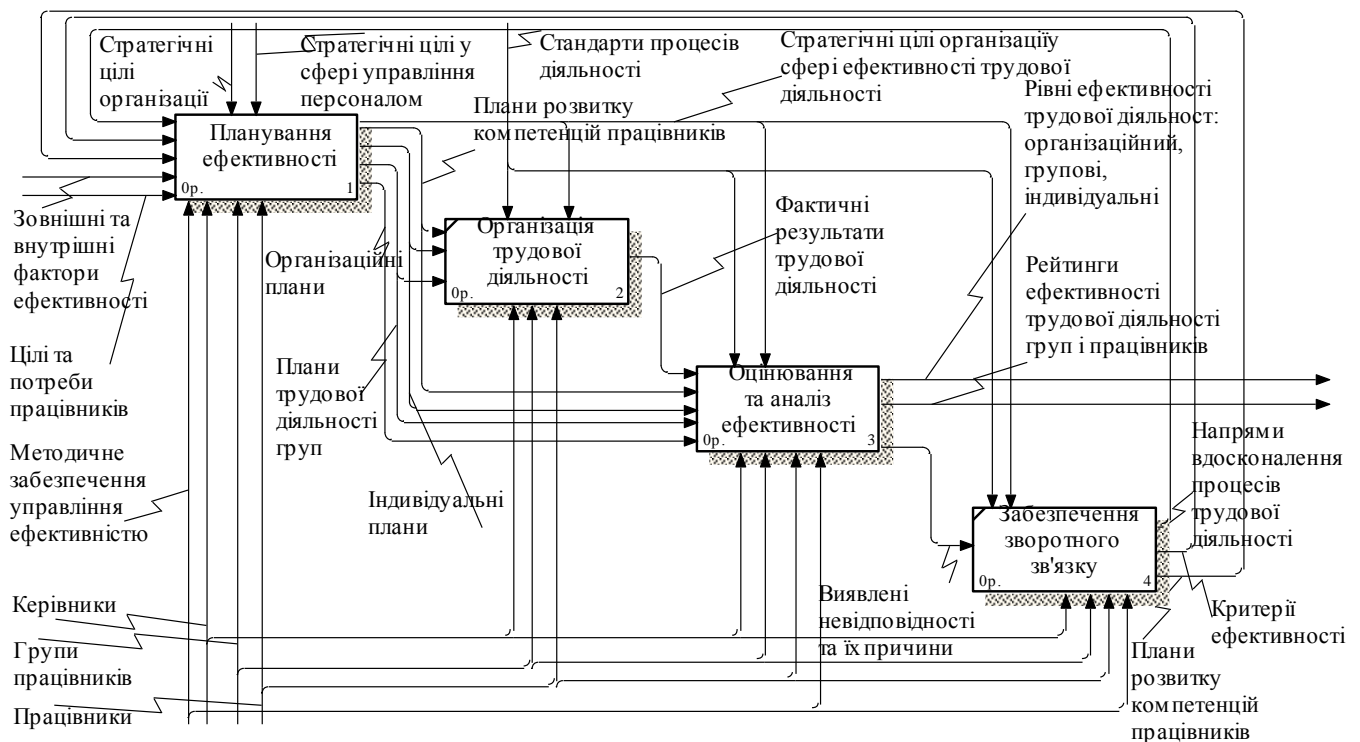 Стратегічні
цілі
організації
Стратегічні цілі у
сфері управління
персоналом
Стандарти процесів
діяльності
Стратегічні цілі організаціїу
сфері ефективності трудової
діяльності
Рівні ефективності
трудової діяльност:
організаційний,
групові,
індивідуальні
Плани розвитку
компетенцій працівників
Планування
ефективності
0р.
1
Зовнішні та
внутрішні
фактори
ефективності
Організаційні
плани
Організація
трудової
діяльності
0р.
2
Фактичні
результати
трудової
діяльності
Рейтинги
ефективності
трудової діяльності
груп і працівників
Цілі та
потреби
працівників
Плани
трудової
діяльності
груп
Оцінювання
та аналіз
ефективності
0р.
3
Методичне
забезпечення
управління
ефективністю
Індивідуальні
плани
Напрями
вдосконалення
процесів
трудової
діяльності
Забезпечення
зворотного
зв'язку
0р.
4
Виявлені
невідповідності
та їх причини
Критерії
ефективності
Плани
розвитку
компетенцій
працівників
Керівники
Групи
працівників
Працівники